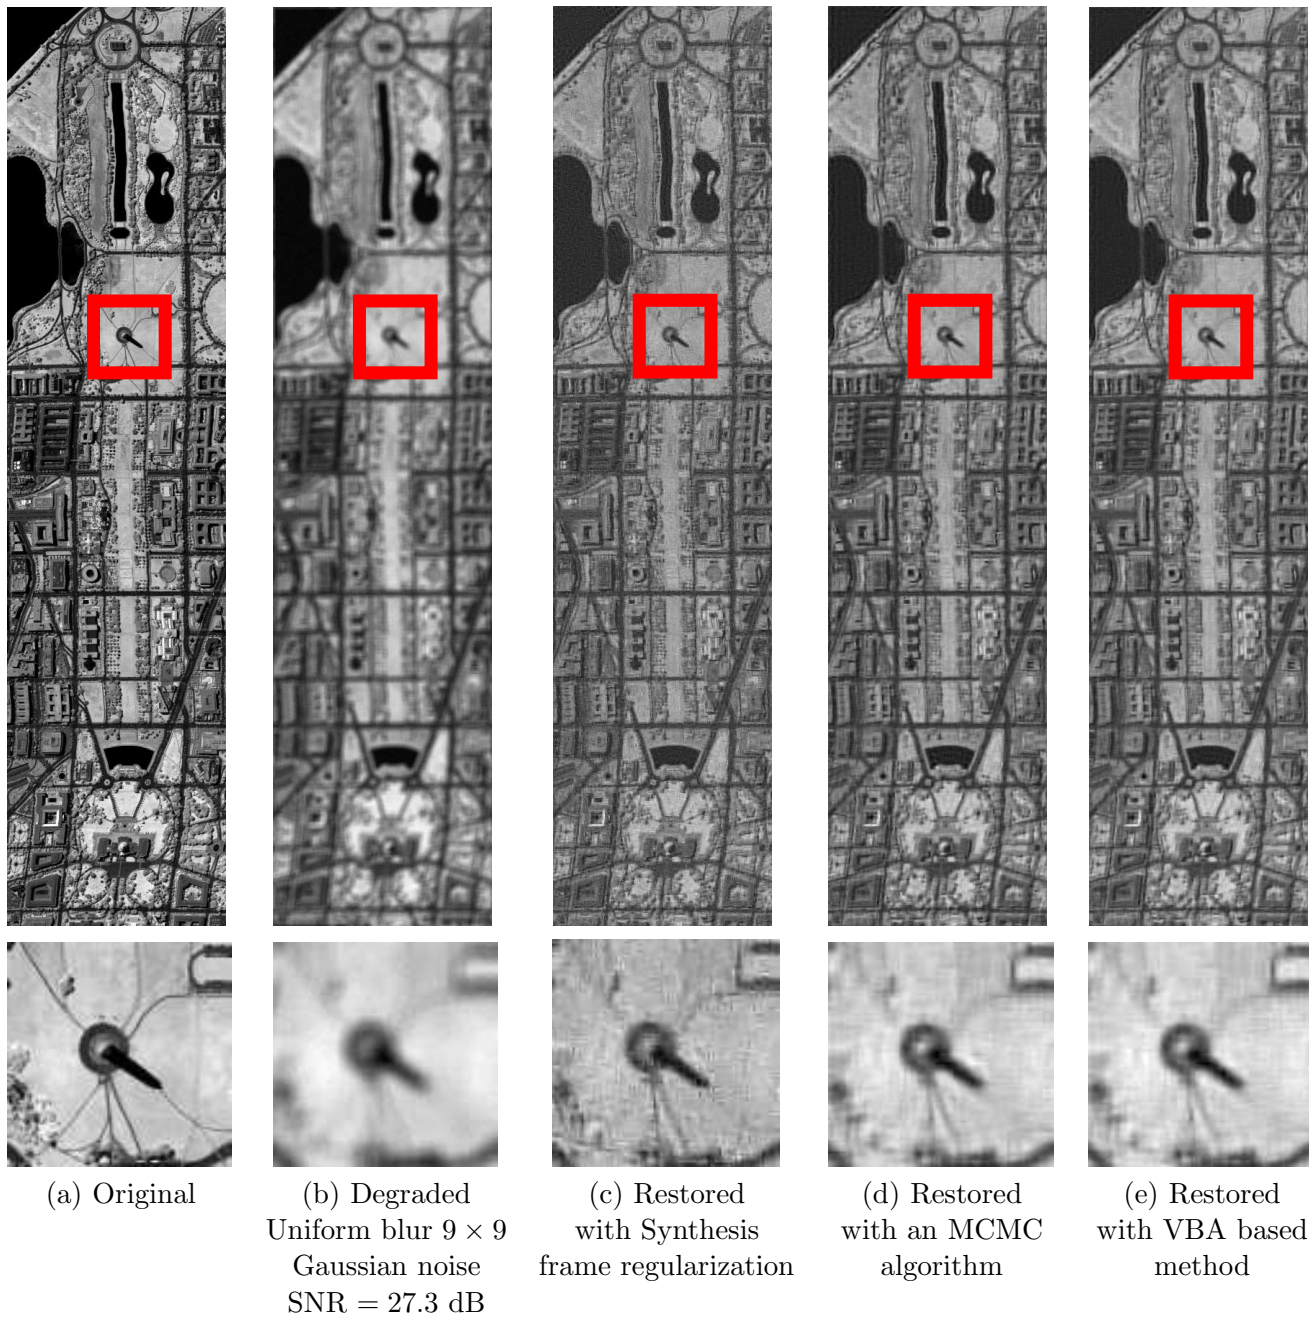 (a) Original
(b) Degraded
Uniform blur 9 × 9
Gaussian noise
SNR = 27.3 dB
(c) Restored
with Synthesis
frame regularization
(d) Restored
with an MCMC
algorithm
(e) Restored
with VBA based
method